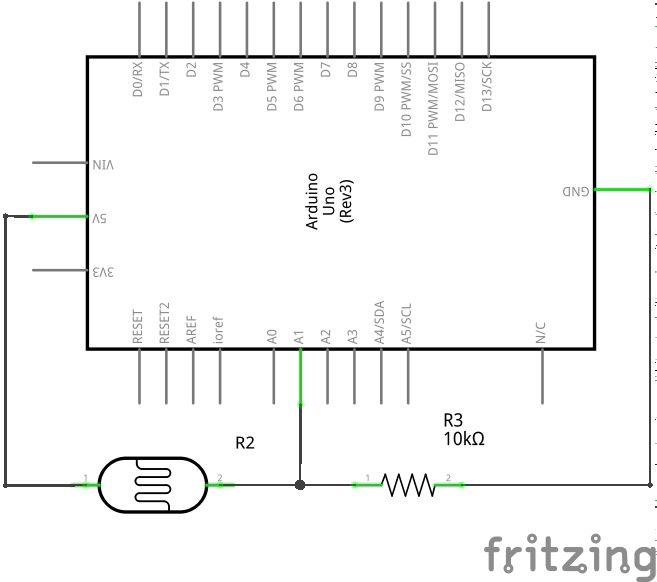 D0/RX
D1/TX
D2
D3 PWM
D4
D5 PWM
D6 PWM
D7
D8
D9 PWM
D10 PWM/SS
D11 PWM/MOSI
D12/MISO
D13/SCK
VIN
5V
3V3
Arduino
Uno
(Rev3)
GND
RESET
RESET2
AREF
ioref
A0
A1
A2
A3
A4/SDA
A5/SCL
N/C
R2
R3
10kΩ
1
2
1
2
fritzing